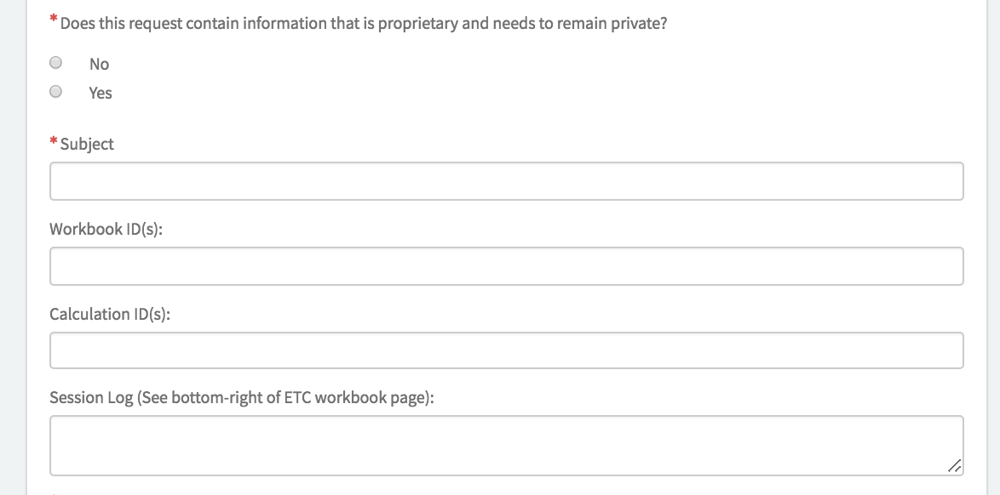 * Does this request contain information that is proprietary and needs to remain private?
No
Yes
* Subject
Workbook ID(s):
Calculation ID(s):
Session Log (See bottom-right of ETC workbook page):